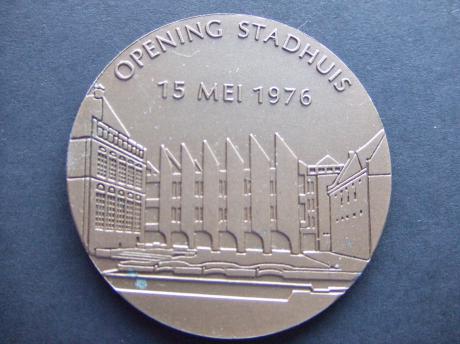 OPENING STADHUIS
15 MEI 1976